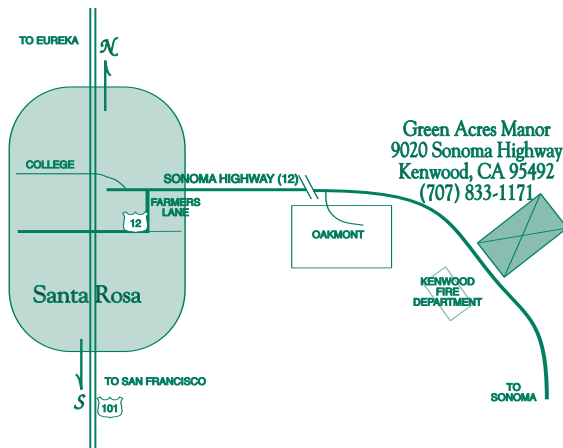 TO EUREKA
N
Green Acres Manor
9020 Sonoma Highway
Kenwood, CA 95492
(707) 833-1171
COLLEGE
SONOMA HIGHWAY (12)
FARMERS
LANE
12
OAKMONT
KENWOOD
FIRE
DEPARTMENT
Santa Rosa
TO SAN FRANCISCO
S
101
TO
SONOMA